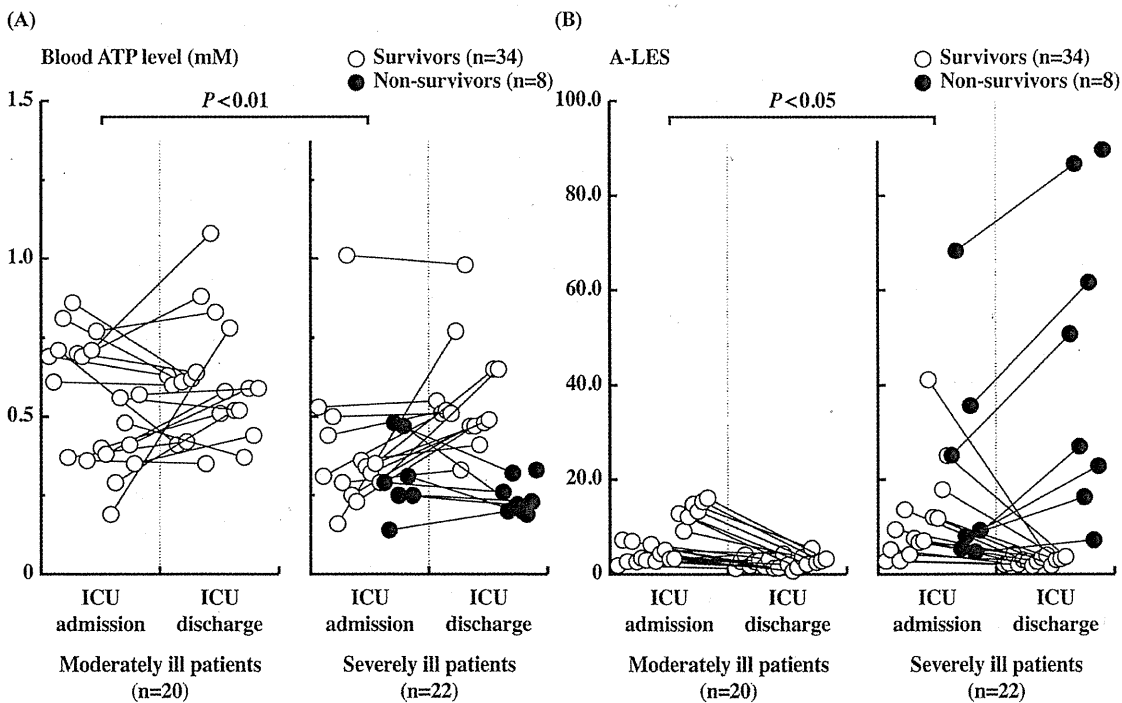 (A)
Blood ATP level (mM)
Survivors (n=34)
Non-survivors (n=8)
1.5
1.0
0.5
0
P<0.01
ICU admission
ICU discharge
Moderately ill patients (n=20)
ICU admission
ICU discharge
Severely ill patients (n=22)
(B)
A-LES
Survivors (n=34)
Non-survivors (n=8)
100.0
80.0
60.0
40.0
20.0
0
P<0.05
ICU admission
ICU discharge
Moderately ill patients (n=20)
ICU admission
ICU discharge
Severely ill patients (n=22)